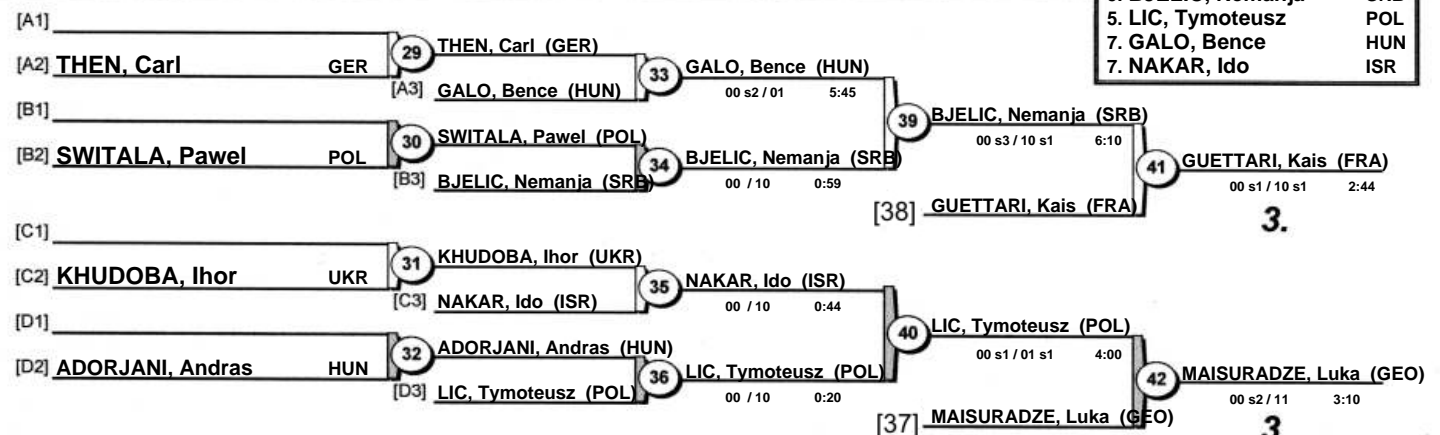 5. LIC, Tymoteusz POL
7. GALO, Bence HUN
7. NAKAR, Ido ISR
[A1]
[A2] THEN, Carl GER
29
THEN, Carl (GER)
[A3] GALO, Bence (HUN)
33
GALO, Bence (HUN)
00 s2 / 01 5:45
[B1]
[B2] SWITALA, Pawel POL
30
SWITALA, Pawel (POL)
[B3] BJELIC, Nemanja (SRB)
34
BJELIC, Nemanja (SRB)
00 / 10 0:59
39
BJELIC, Nemanja (SRB)
00 s3 / 10 s1 6:10
[38] GUETTARI, Kais (FRA)
41
GUETTARI, Kais (FRA)
00 s1 / 10 s1 2:44
3.
[C1]
[C2] KHUDOBA, Ihor UKR
31
KHUDOBA, Ihor (UKR)
[C3] NAKAR, Ido (ISR)
35
NAKAR, Ido (ISR)
00 / 10 0:44
[D1]
[D2] ADORJANI, Andras HUN
32
ADORJANI, Andras (HUN)
[D3] LIC, Tymoteusz (POL)
36
LIC, Tymoteusz (POL)
00 / 10 0:20
40
LIC, Tymoteusz (POL)
00 s1 / 01 s1 4:00
[37] MAISURADZE, Luka (GEO)
42
MAISURADZE, Luka (GEO)
00 s2 / 11 3:10
3